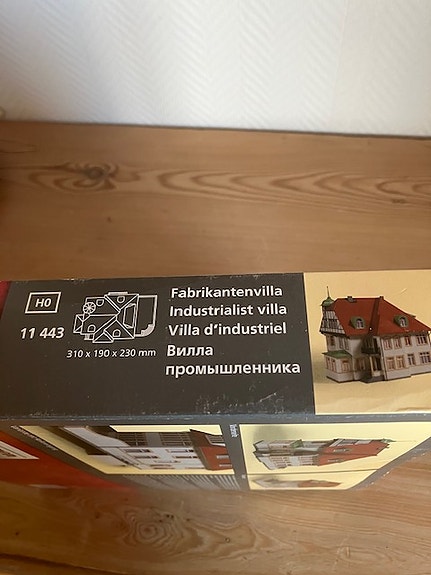 H0
11 443
310 x 190 x 230 mm
Fabrikantenvilla
Industrialist villa
Villa d'industriel
Вилла
промышленника